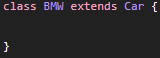 class BMW extends Car {
}